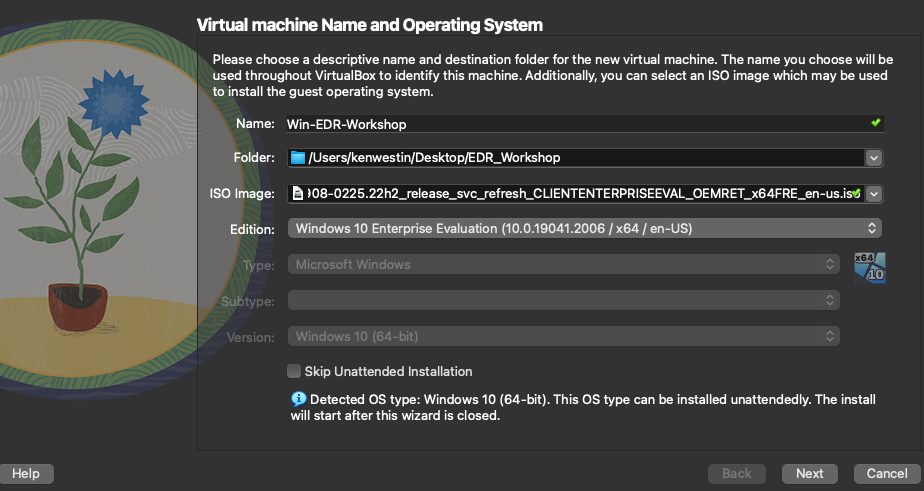 Virtual machine Name and Operating System
Please choose a descriptive name and destination folder for the new virtual machine. The name you choose will be
used throughout VirtualBox to identify this machine. Additionally, you can select an ISO image which may be used
to install the guest operating system.
Name: Win-EDR-Workshop
Folder: /Users/kenwestin/Desktop/EDR_Workshop
ISO Image: 908-0225.22h2_release_svc_refresh_CLIENTENTERPRISEEVAL_OEMRET_x64FRE_en-us.iso
Edition: Windows 10 Enterprise Evaluation (10.0.19041.2006 / x64 / en-US)
Type: Microsoft Windows
x64
10
Subtype:
Version: Windows 10 (64-bit)
Skip Unattended Installation
Detected OS type: Windows 10 (64-bit). This OS type can be installed unattendedly. The install
will start after this wizard is closed.
Help Back Next Cancel